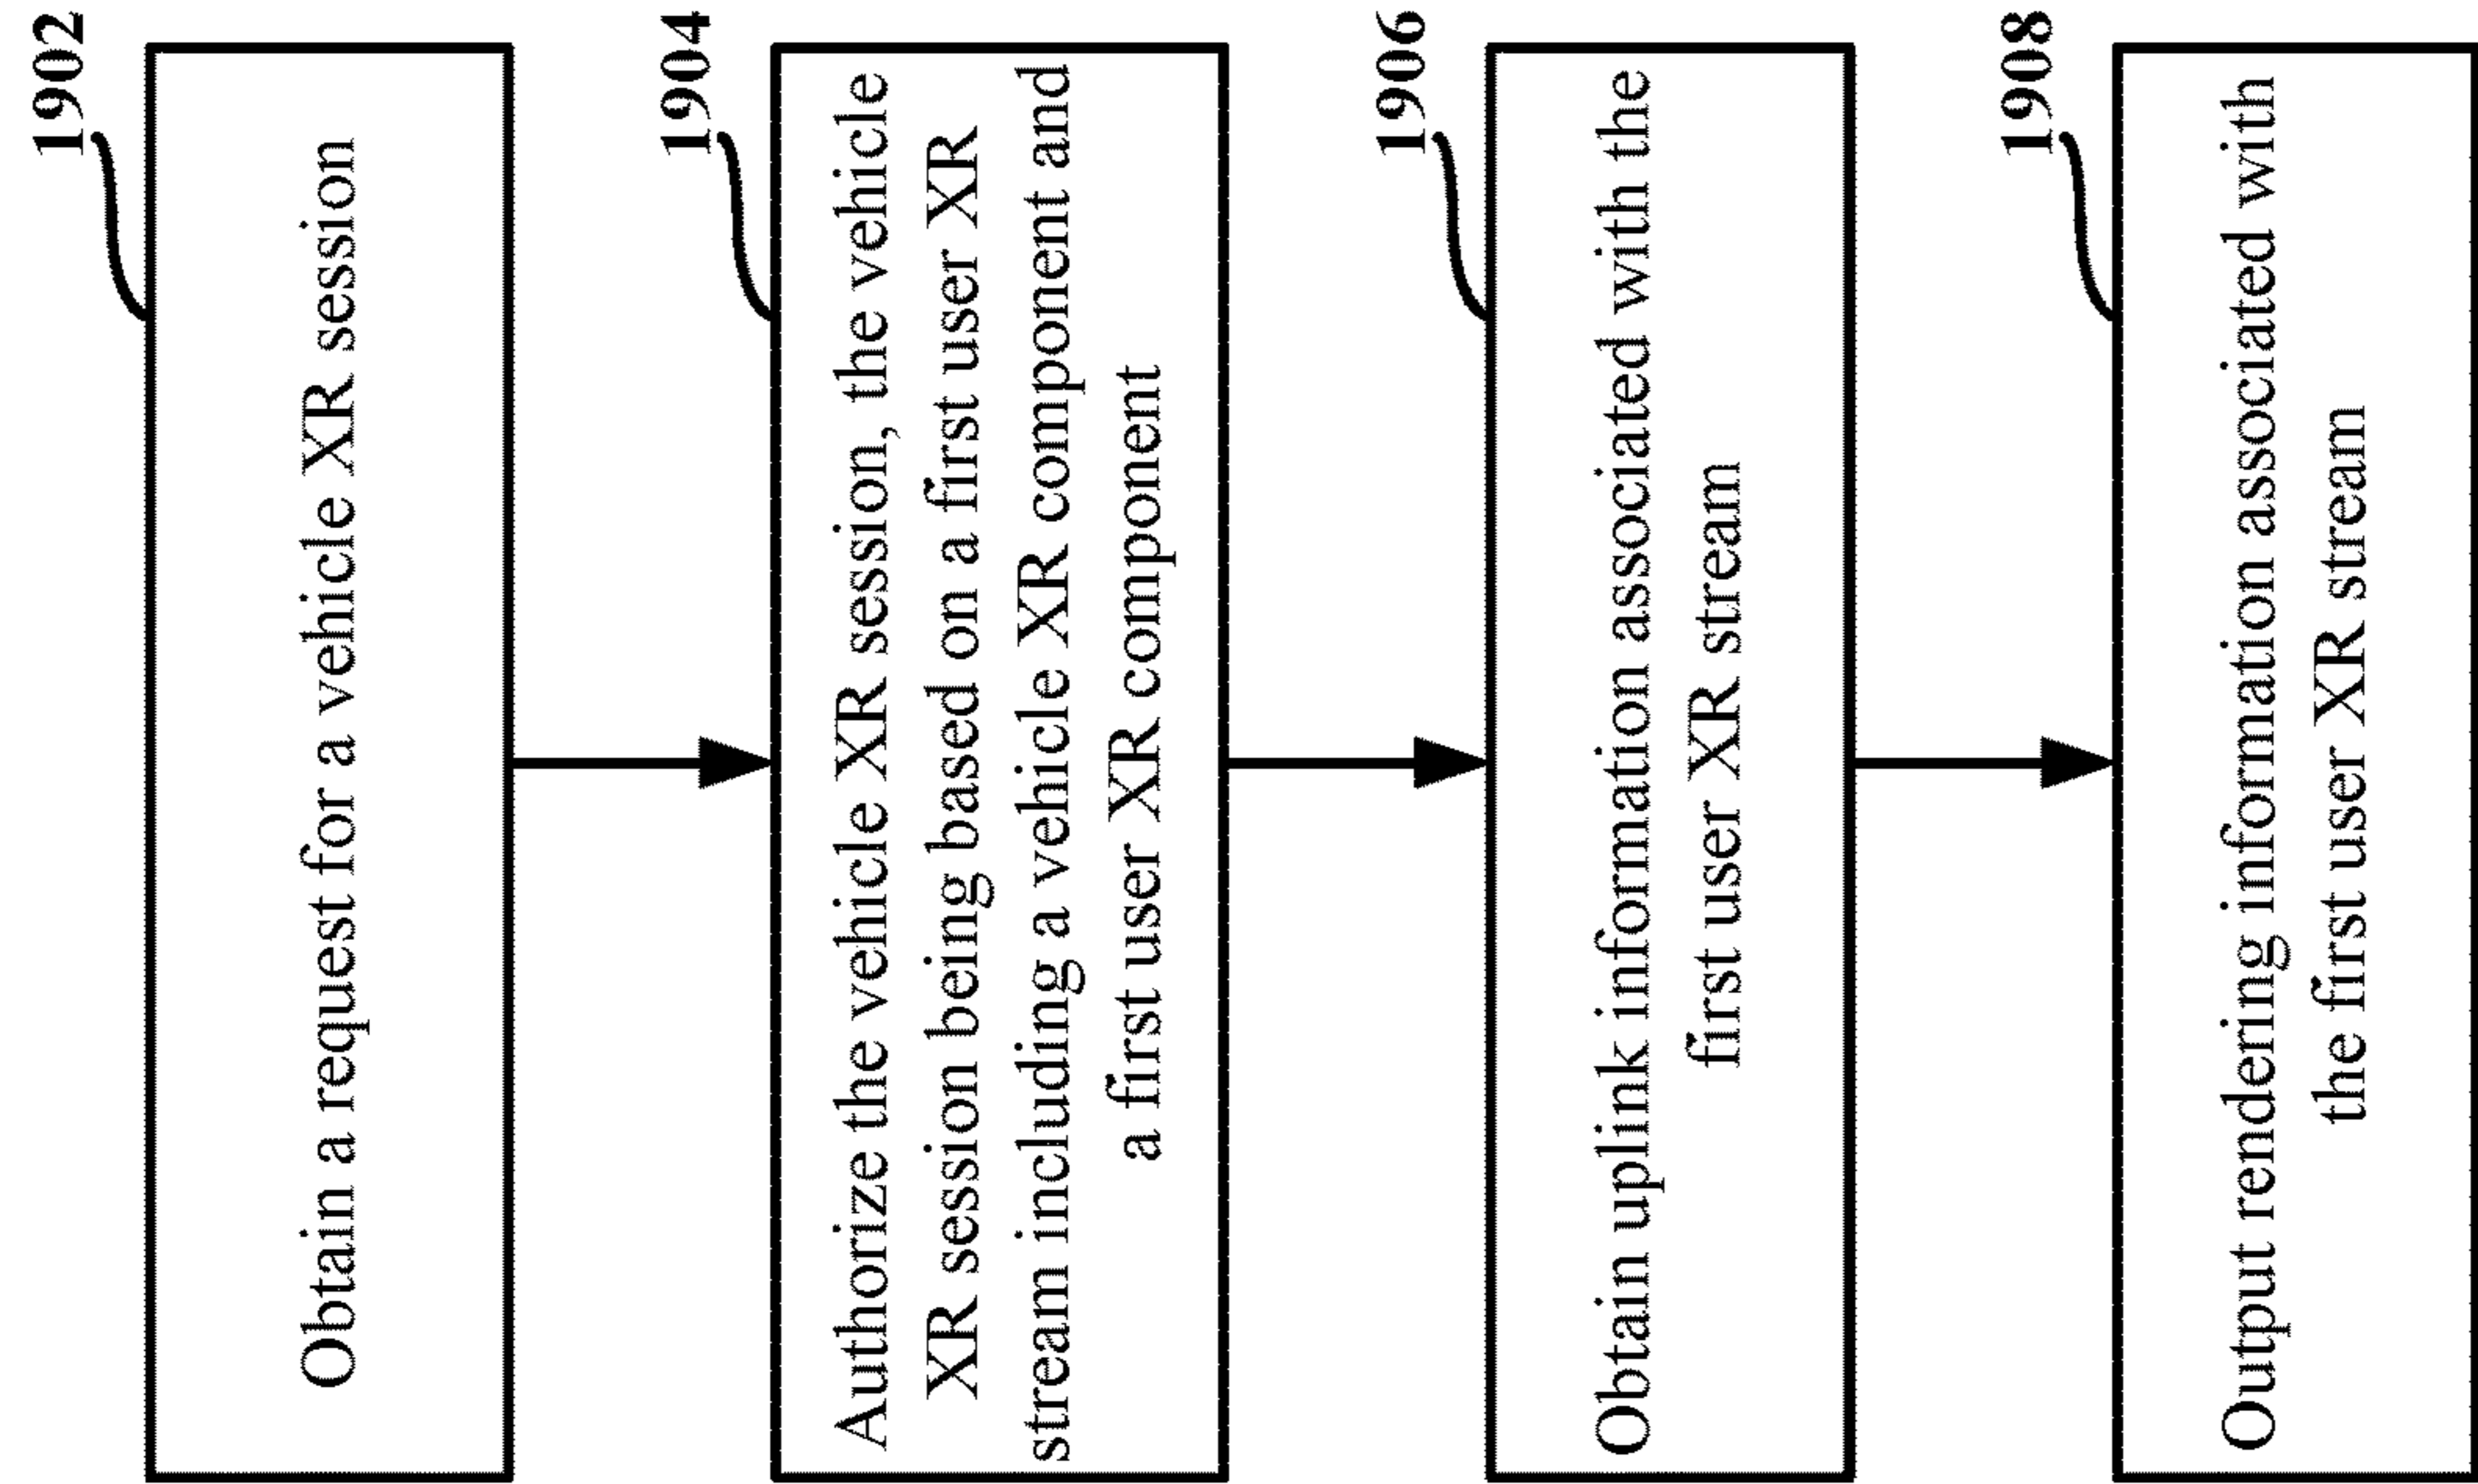 1902
Obtain a request for a vehicle XR session
1904
Authorize the vehicle XR session, the vehicle
XR session being based on a first user XR
stream including a vehicle XR component and
a first user XR component
1906
Obtain uplink information associated with the
first user XR stream
1908
Output rendering information associated with
the first user XR stream